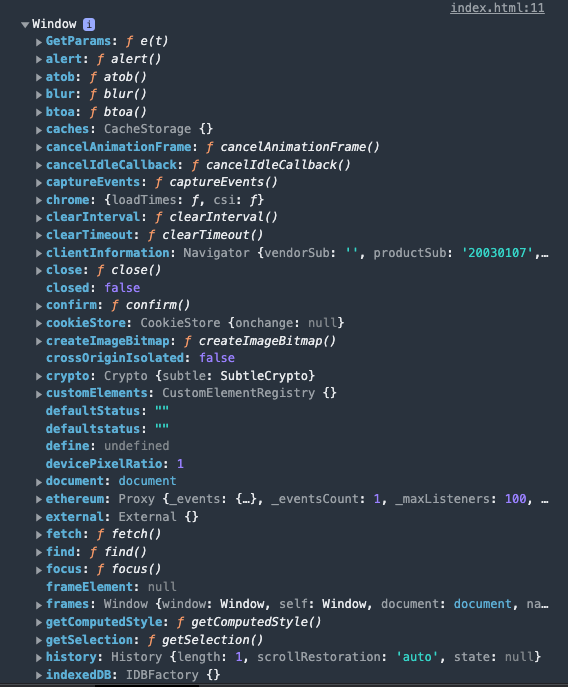 index.html:11
Window i
GetParams: ƒ e(t)
alert: ƒ alert()
atob: ƒ atob()
blur: ƒ blur()
btoa: ƒ btoa()
caches: CacheStorage {}
cancelAnimationFrame: ƒ cancelAnimationFrame()
cancelIdleCallback: ƒ cancelIdleCallback()
captureEvents: ƒ captureEvents()
chrome: {loadTimes: ƒ, csi: ƒ}
clearInterval: ƒ clearInterval()
clearTimeout: ƒ clearTimeout()
clientInformation: Navigator {vendorSub: '', productSub: '20030107',…
close: ƒ close()
closed: false
confirm: ƒ confirm()
cookieStore: CookieStore {onchange: null}
createImageBitmap: ƒ createImageBitmap()
crossOriginIsolated: false
crypto: Crypto {subtle: SubtleCrypto}
customElements: CustomElementRegistry {}
defaultStatus: ""
defaultstatus: ""
define: undefined
devicePixelRatio: 1
document: document
ethereum: Proxy {_events: {…}, _eventsCount: 1, _maxListeners: 100, …
external: External {}
fetch: ƒ fetch()
find: ƒ find()
focus: ƒ focus()
frameElement: null
frames: Window {window: Window, self: Window, document: document, na…
getComputedStyle: ƒ getComputedStyle()
getSelection: ƒ getSelection()
history: History {length: 1, scrollRestoration: 'auto', state: null}
indexedDB: IDBFactory {}